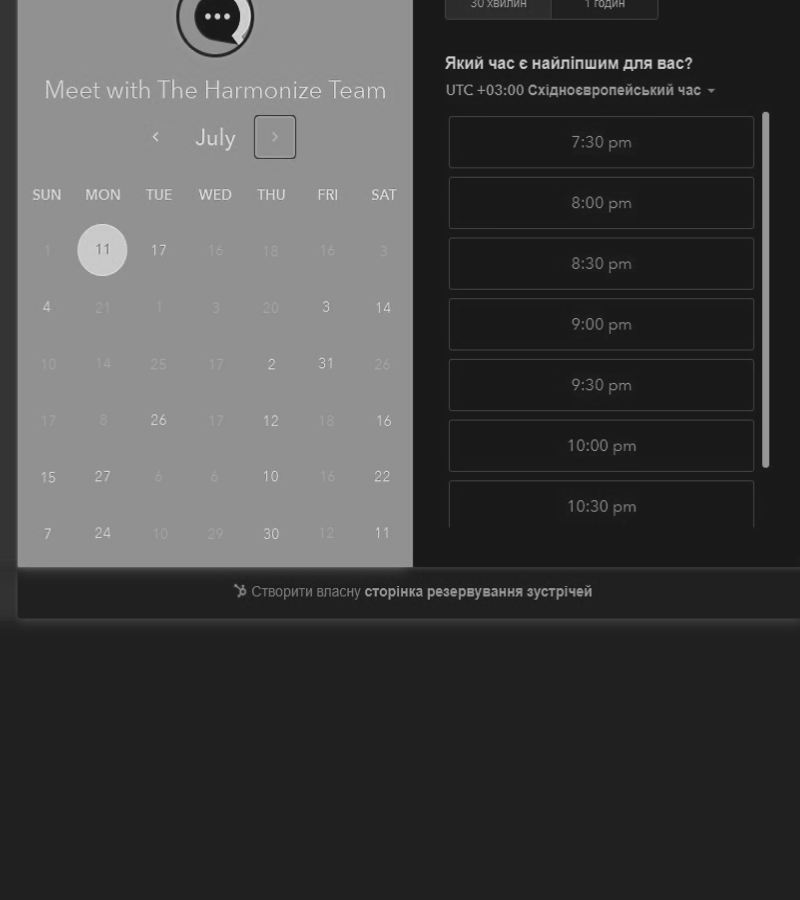 30 хвилин 1 годин
Meet with The Harmonize Team
July
SUN MON TUE WED THU FRI SAT
1 11 17 16 18 16 3
4 21 1 3 20 3 14
10 14 25 17 2 31 26
17 8 26 17 12 18 16
15 27 6 6 10 16 22
7 24 10 29 30 12 11
Який час є найліпшим для вас?
UTC +03:00 Східноєвропейський час
7:30 pm
8:00 pm
8:30 pm
9:00 pm
9:30 pm
10:00 pm
10:30 pm
Створити власну сторінка резервування зустрічей